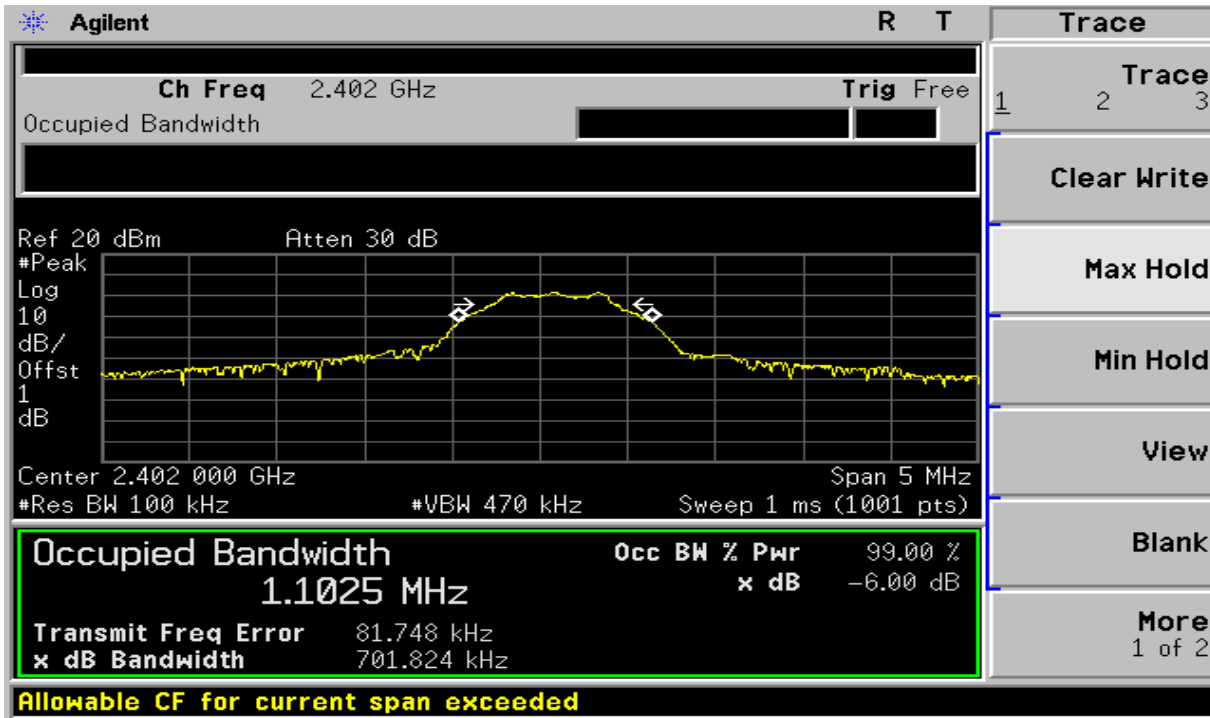 Agilent R T Trace
Ch Freq 2.402 GHz Trig Free
Occupied Bandwidth
Trace
1 2 3
Clear Write
Max Hold
Min Hold
View
Blank
More
1 of 2
Ref 20 dBm Atten 30 dB
#Peak
Log
10
dB/
Offst
1
dB
Center 2.402 000 GHz Span 5 MHz
#Res BW 100 kHz #VBW 470 kHz Sweep 1 ms (1001 pts)
Occupied Bandwidth Occ BW % Pwr 99.00 %
1.1025 MHz x dB -6.00 dB
Transmit Freq Error 81.748 kHz
x dB Bandwidth 701.824 kHz
Allowable CF for current span exceeded